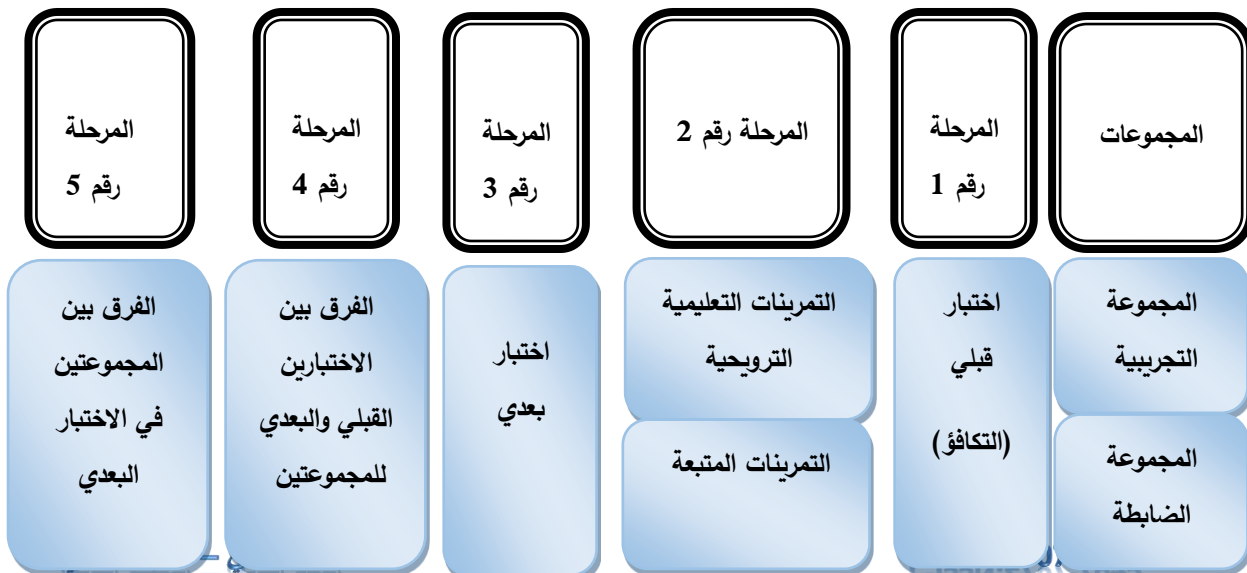 المجموعات
المرحلة
رقم 1
المرحلة رقم 2
المرحلة
رقم 3
المرحلة
رقم 4
المرحلة
رقم 5
المجموعة
التجريبية
المجموعة
الضابطة
اختبار
قبلي
(التكافؤ)
التمرينات التعليمية
الترويحية
التمرينات المتبعة
اختبار
بعدي
الفرق بين
الاختبارين
القبلي والبعدي
للمجموعتين
الفرق بين
المجموعتين
في الاختبار
البعدي